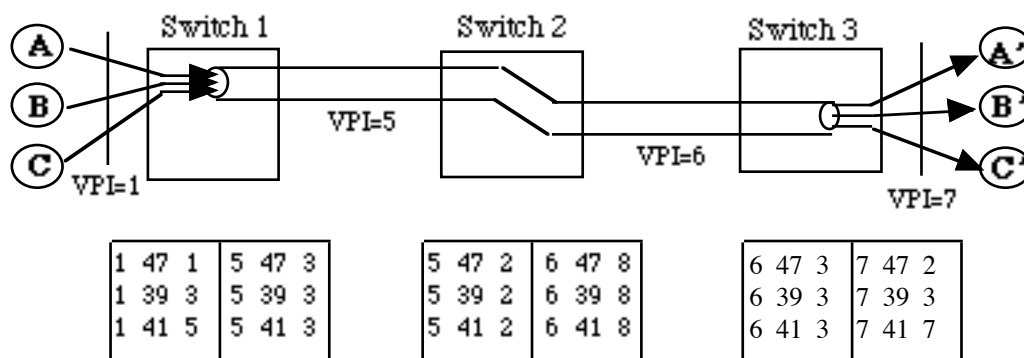 Switch 1 Switch 2 Switch 3
A A'
B B'
C C'
VPI=5
VPI=6
VPI=1
VPI=7
1 47 1 5 47 3
1 39 3 5 39 3
1 41 5 5 41 3
5 47 2 6 47 8
5 39 2 6 39 8
5 41 2 6 41 8
6 47 3 7 47 2
6 39 3 7 39 3
6 41 3 7 41 7